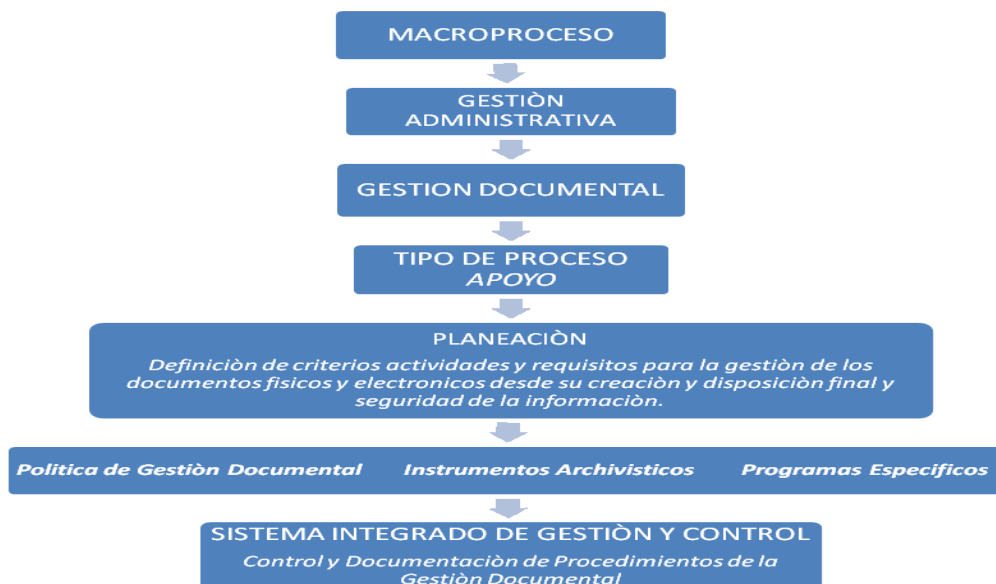 MACROPROCESO
GESTIÒN
ADMINISTRATIVA
GESTION DOCUMENTAL
TIPO DE PROCESO
APOYO
PLANEACIÒN
Definiciòn de criterios actividades y requisitos para la gestiòn de los
documentos fisicos y electronicos desde su creaciòn y disposiciòn final y
seguridad de la informaciòn.
Politica de Gestiòn Documental Instrumentos Archivisticos Programas Especificos
SISTEMA INTEGRADO DE GESTIÒN Y CONTROL
Control y Documentaciòn de Procedimientos de la
Gestiòn Documental